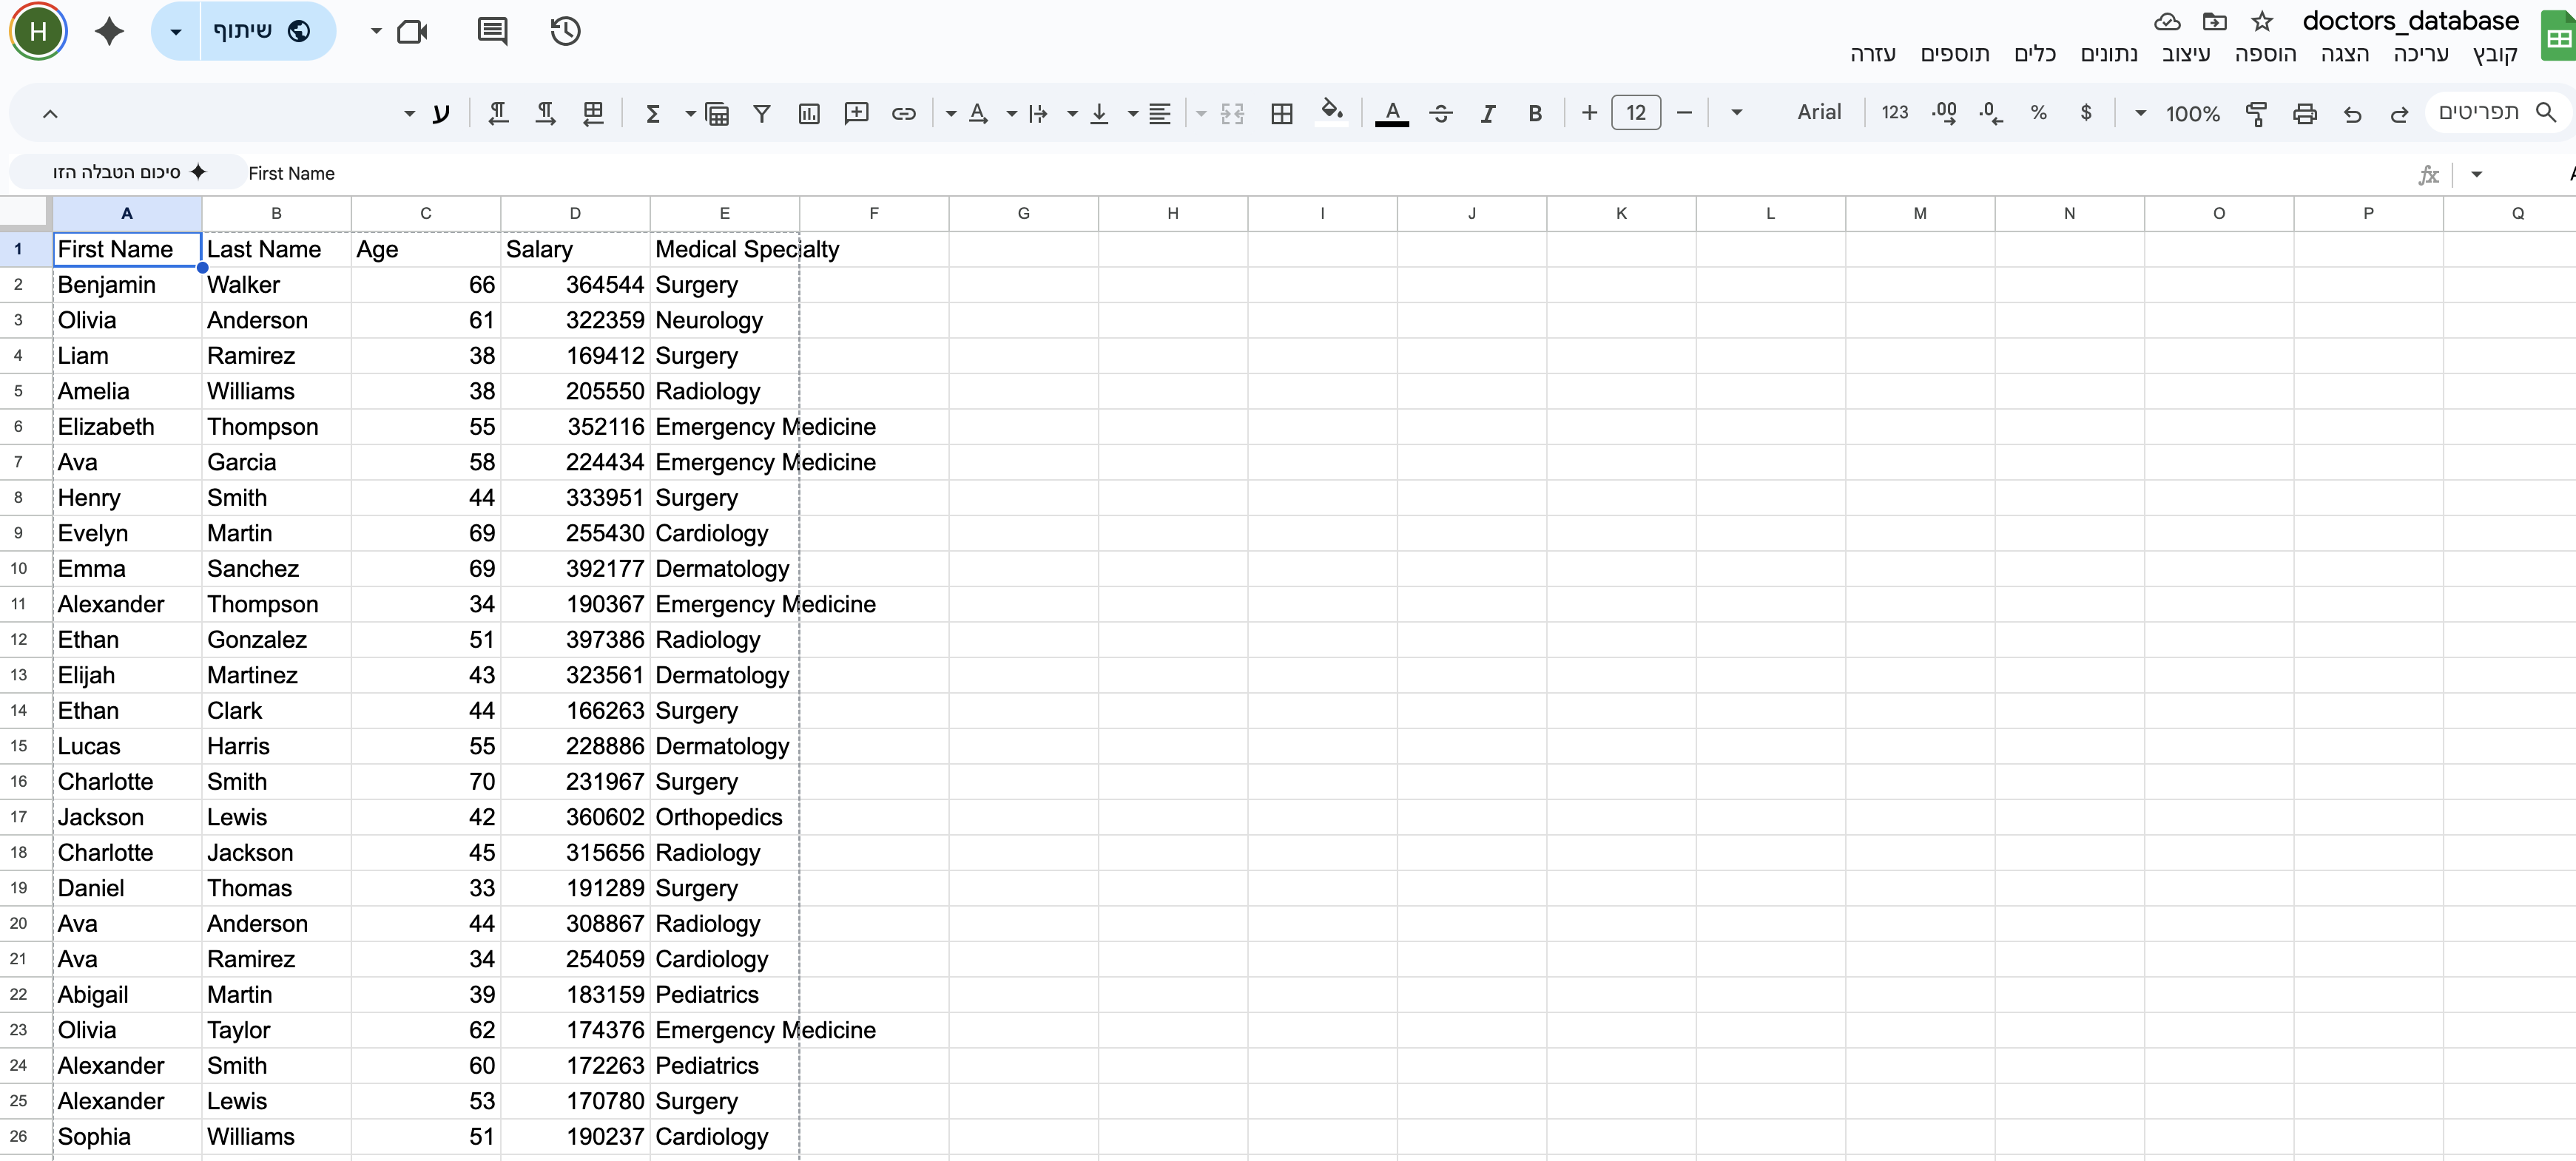 doctors_database
קובץ עריכה הצגה הוספה עיצוב נתונים כלים תוספים עזרה
שיתוף
H
תפריטים 100% $ % .0 .00 123 Arial 12 B I A A Σ ע
First Name
סיכום הטבלה הזו
fx
A B C D E F G H I J K L M N O P Q
1 First Name Last Name Age Salary Medical Specialty
2 Benjamin Walker 66 364544 Surgery
3 Olivia Anderson 61 322359 Neurology
4 Liam Ramirez 38 169412 Surgery
5 Amelia Williams 38 205550 Radiology
6 Elizabeth Thompson 55 352116 Emergency Medicine
7 Ava Garcia 58 224434 Emergency Medicine
8 Henry Smith 44 333951 Surgery
9 Evelyn Martin 69 255430 Cardiology
10 Emma Sanchez 69 392177 Dermatology
11 Alexander Thompson 34 190367 Emergency Medicine
12 Ethan Gonzalez 51 397386 Radiology
13 Elijah Martinez 43 323561 Dermatology
14 Ethan Clark 44 166263 Surgery
15 Lucas Harris 55 228886 Dermatology
16 Charlotte Smith 70 231967 Surgery
17 Jackson Lewis 42 360602 Orthopedics
18 Charlotte Jackson 45 315656 Radiology
19 Daniel Thomas 33 191289 Surgery
20 Ava Anderson 44 308867 Radiology
21 Ava Ramirez 34 254059 Cardiology
22 Abigail Martin 39 183159 Pediatrics
23 Olivia Taylor 62 174376 Emergency Medicine
24 Alexander Smith 60 172263 Pediatrics
25 Alexander Lewis 53 170780 Surgery
26 Sophia Williams 51 190237 Cardiology